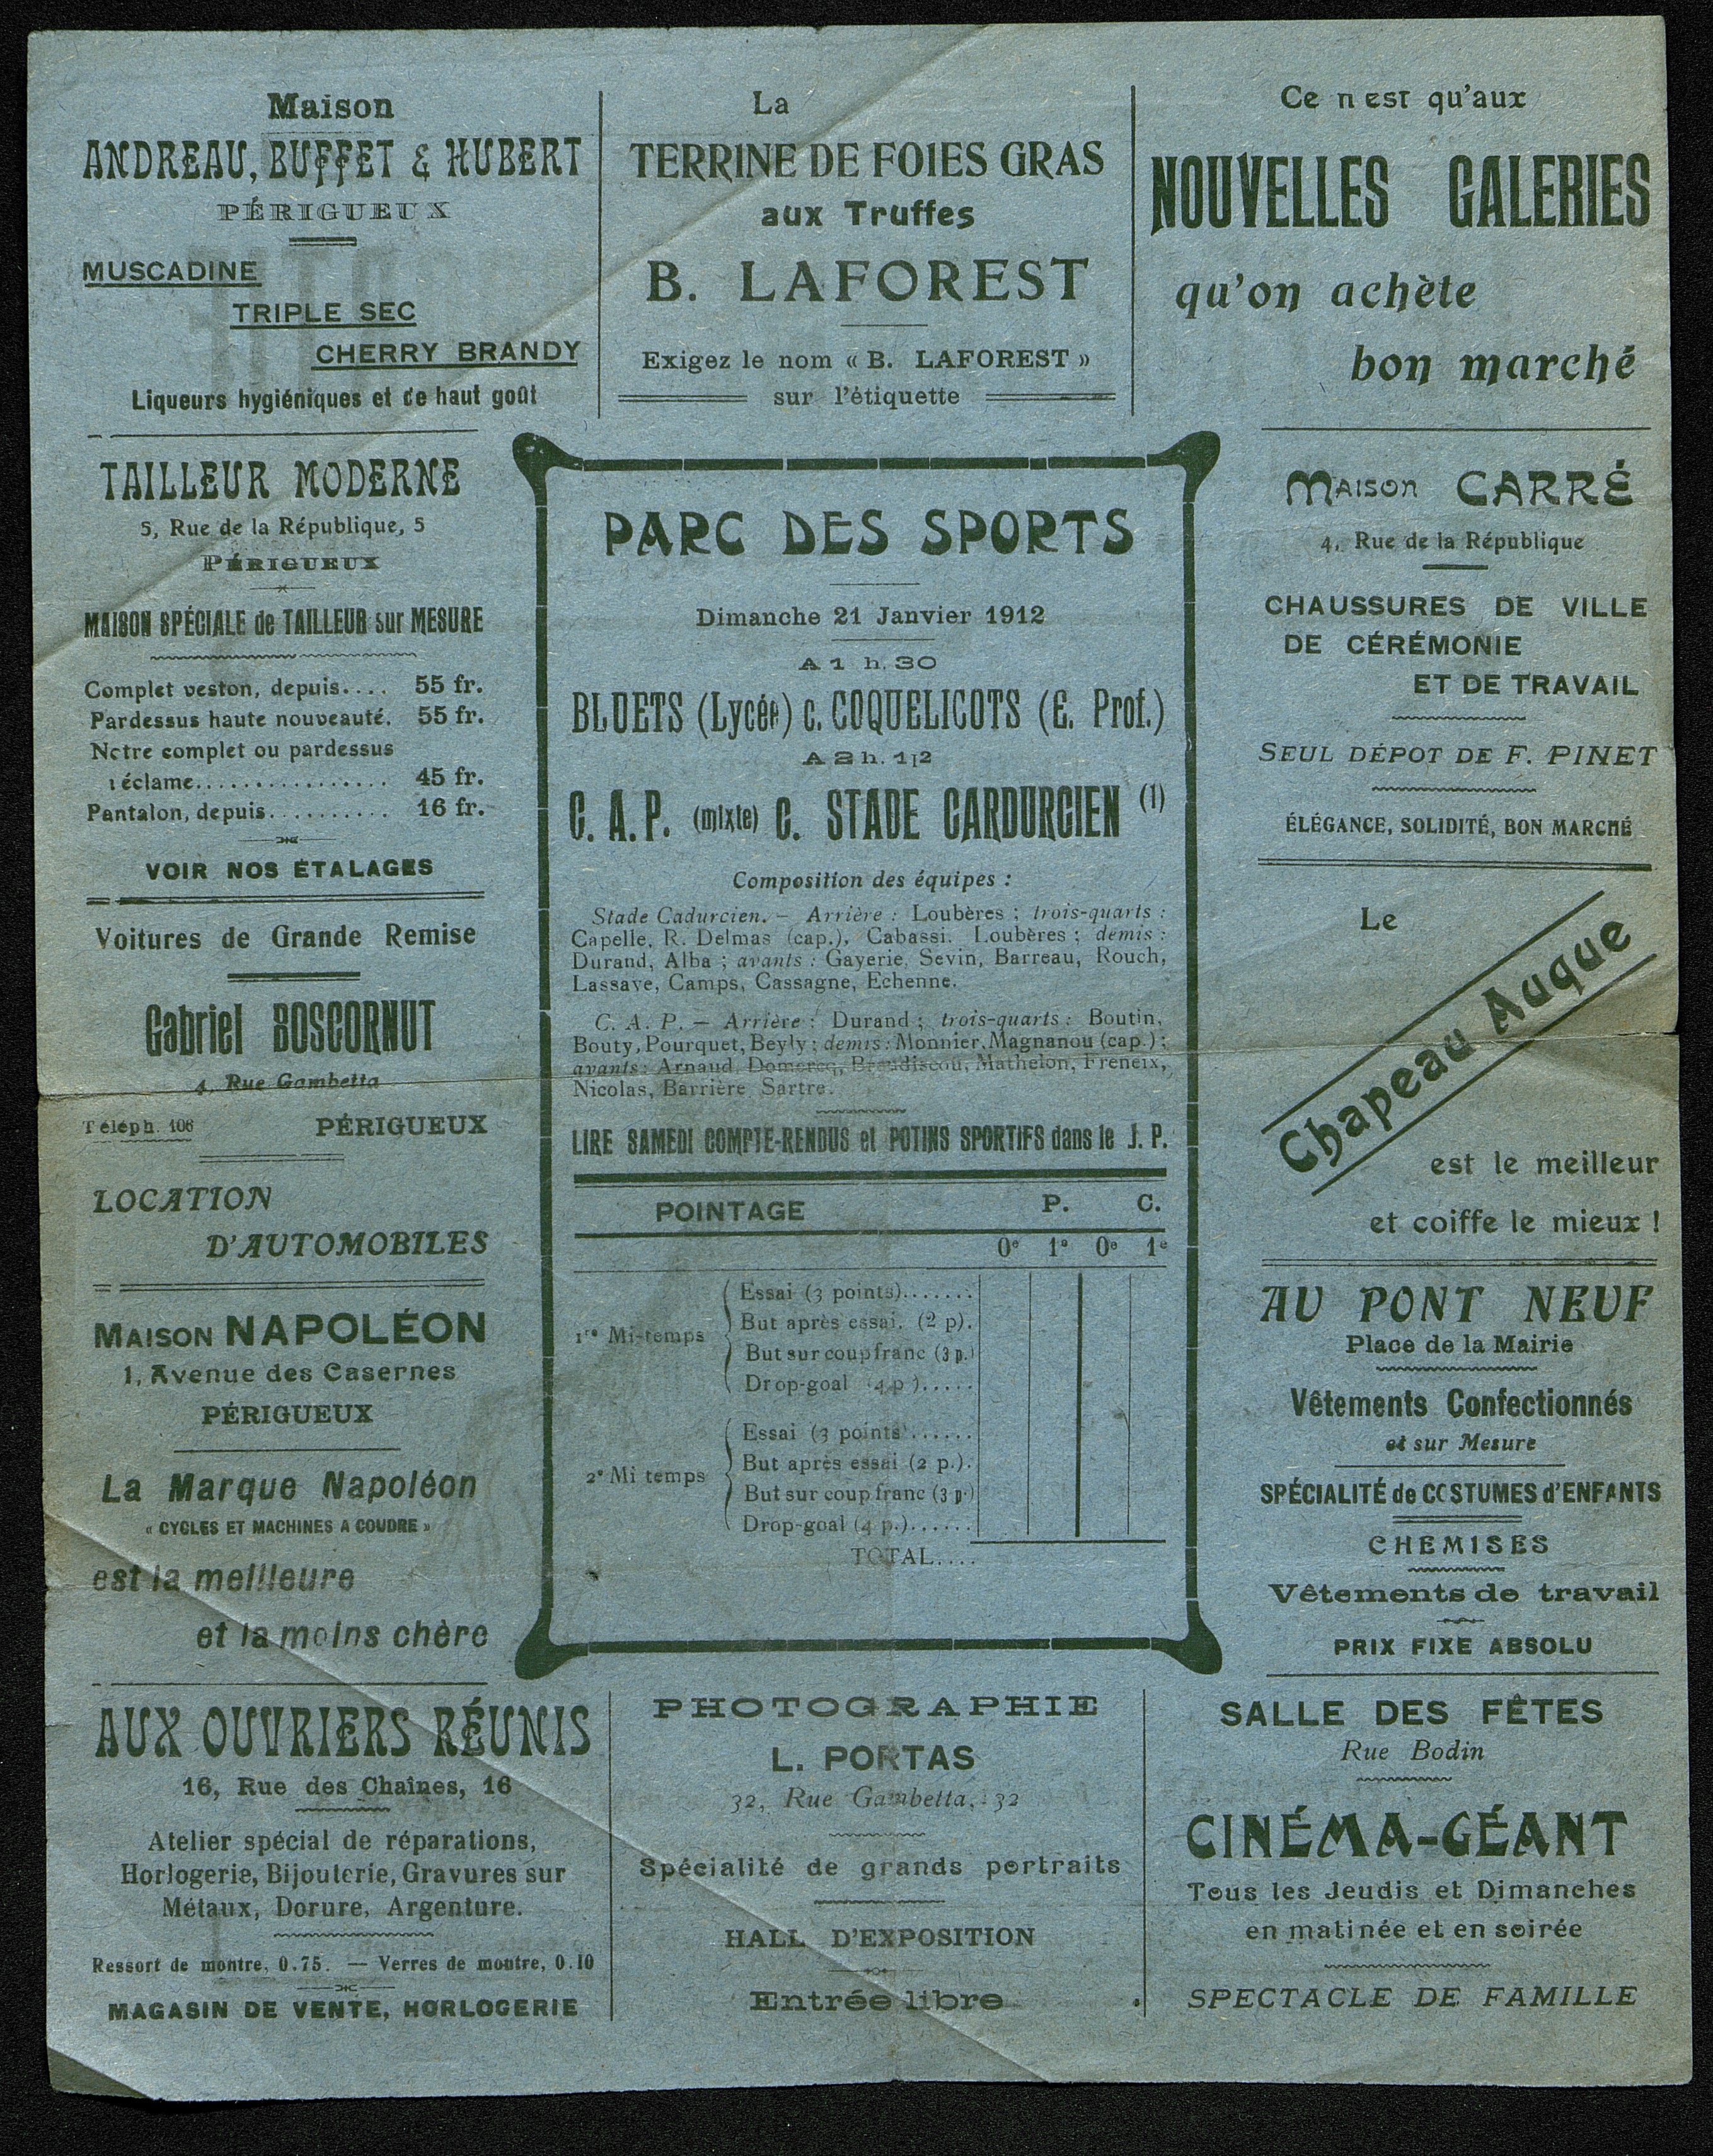 Maison
ANDREAU, BUFFET & HUBERT
PÉRIGUEUX
MUSCADINE
TRIPLE SEC
CHERRY BRANDY
Liqueurs hygiéniques et de haut goût
La
TERRINE DE FOIES GRAS
aux Truffes
B. LAFOREST
Exigez le nom « B. LAFOREST »
sur l'étiquette
Ce n'est qu'aux
NOUVELLES GALERIES
qu'on achète
bon marché
TAILLEUR MODERNE
5, Rue de la République, 5
PÉRIGUEUX
MAISON SPÉCIALE de TAILLEUR sur MESURE
Complet veston, depuis.... 55 fr.
Pardessus haute nouveauté. 55 fr.
Notre complet ou pardessus
réclame................ 45 fr.
Pantalon, depuis.......... 16 fr.
VOIR NOS ÉTALAGES
Voitures de Grande Remise
Gabriel BOSCORNUT
4, Rue Gambetta
Téléph. 106 PÉRIGUEUX
LOCATION
D'AUTOMOBILES
MAISON NAPOLÉON
1, Avenue des Casernes
PÉRIGUEUX
La Marque Napoléon
« CYCLES ET MACHINES A COUDRE »
est la meilleure
et la moins chère
PARC DES SPORTS
Dimanche 21 Janvier 1912
A 1 h. 30
BLUETS (Lycée) c. COQUELICOTS (E. Prof.)
A 2 h. 1|2
C. A. P. (mixte) C. STADE CARDURCIEN (1)
Composition des équipes :
Stade Cadurcien. — Arrière : Loubères ; trois-quarts :
Capelle, R. Delmas (cap.), Cabassi, Loubères ; demis :
Durand, Alba ; avants : Gayerie, Sevin, Barreau, Rouch,
Lassave, Camps, Cassagne, Echenne.
C. A. P. — Arrière : Durand ; trois-quarts : Boutin,
Bouty, Pourquet, Beyly ; demis : Monnier, Magnanou (cap.) ;
avants : Arnaud, Domercq, Mathelon, Freneix,
Nicolas, Barrière Sartre.
LIRE SAMEDI COMPTE-RENDUS et POTINS SPORTIFS dans le J. P.
POINTAGE P. C.
0e 1e 0e 1e
1re Mi-temps
Essai (3 points).......
But après essai. (2 p).
But sur coup franc (3 p.)
Drop-goal (4 p.).....
2e Mi temps
Essai (3 points)......
But après essai (2 p.).
But sur coup franc (3 p.)
Drop-goal (4 p.)......
TOTAL....
MAISON CARRÉ
4, Rue de la République
CHAUSSURES DE VILLE
DE CÉRÉMONIE
ET DE TRAVAIL
SEUL DÉPOT DE F. PINET
ÉLÉGANCE, SOLIDITÉ, BON MARCHÉ
Le
Chapeau Auque
est le meilleur
et coiffe le mieux !
AU PONT NEUF
Place de la Mairie
Vêtements Confectionnés
et sur Mesure
SPÉCIALITÉ de COSTUMES d'ENFANTS
CHEMISES
Vêtements de travail
PRIX FIXE ABSOLU
AUX OUVRIERS RÉUNIS
16, Rue des Chaînes, 16
Atelier spécial de réparations,
Horlogerie, Bijouterie, Gravures sur
Métaux, Dorure, Argenture.
Ressort de montre, 0.75. — Verres de montre, 0.10
MAGASIN DE VENTE, HORLOGERIE
PHOTOGRAPHIE
L. PORTAS
32, Rue Gambetta, 32
Spécialité de grands portraits
HALL D'EXPOSITION
Entrée libre
SALLE DES FÊTES
Rue Bodin
CINÉMA-GÉANT
Tous les Jeudis et Dimanches
en matinée et en soirée
SPECTACLE DE FAMILLE